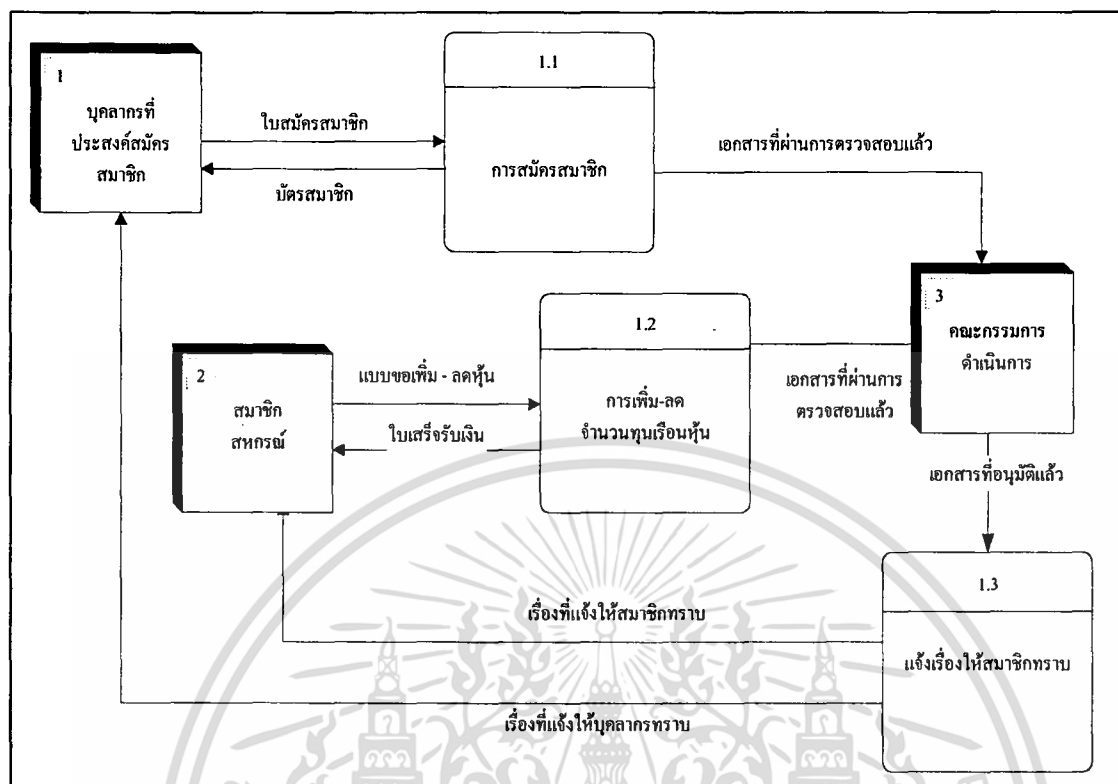 1
บุคลากรที่
ประสงค์สมัคร
สมาชิก
ใบสมัครสมาชิก
บัตรสมาชิก
1.1
การสมัครสมาชิก
เอกสารที่ผ่านการตรวจสอบแล้ว
3
คณะกรรมการ
ดำเนินการ
2
สมาชิก
สหกรณ์
แบบขอเพิ่ม - ลดหุ้น
ใบเสร็จรับเงิน
1.2
การเพิ่ม-ลด
จำนวนทุนเรือนหุ้น
เอกสารที่ผ่านการ
ตรวจสอบแล้ว
เอกสารที่อนุมัติแล้ว
1.3
แจ้งเรื่องให้สมาชิกทราบ
เรื่องที่แจ้งให้สมาชิกทราบ
เรื่องที่แจ้งให้บุคลากรทราบ